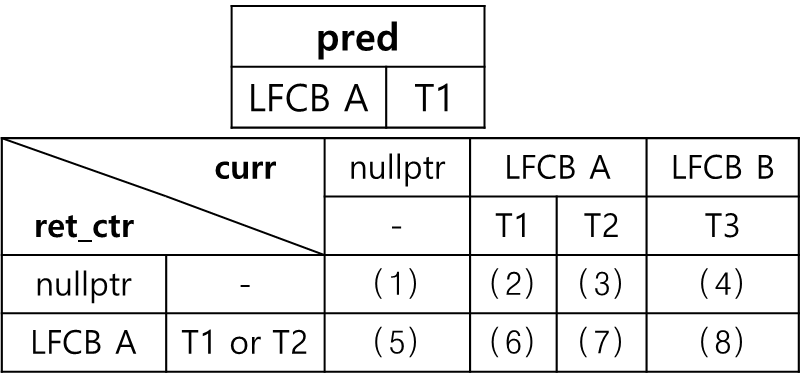 pred
LFCB A T1
curr nullptr LFCB A LFCB B
ret_ctr - T1 T2 T3
nullptr - (1) (2) (3) (4)
LFCB A T1 or T2 (5) (6) (7) (8)